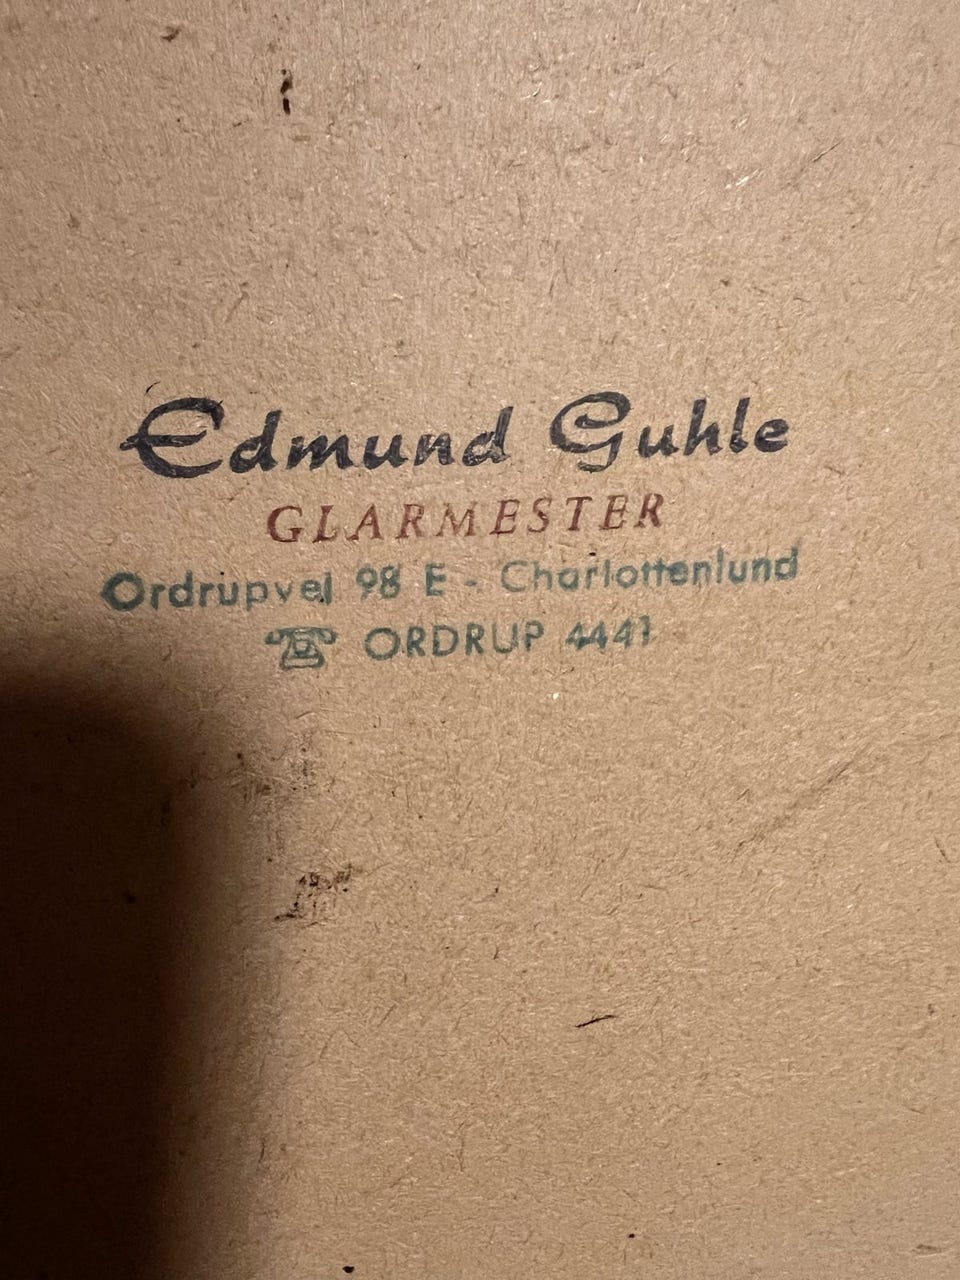 Edmund Guhle
GLARMESTER
Ordrupvej 98 E - Charlottenlund
ORDRUP 4441